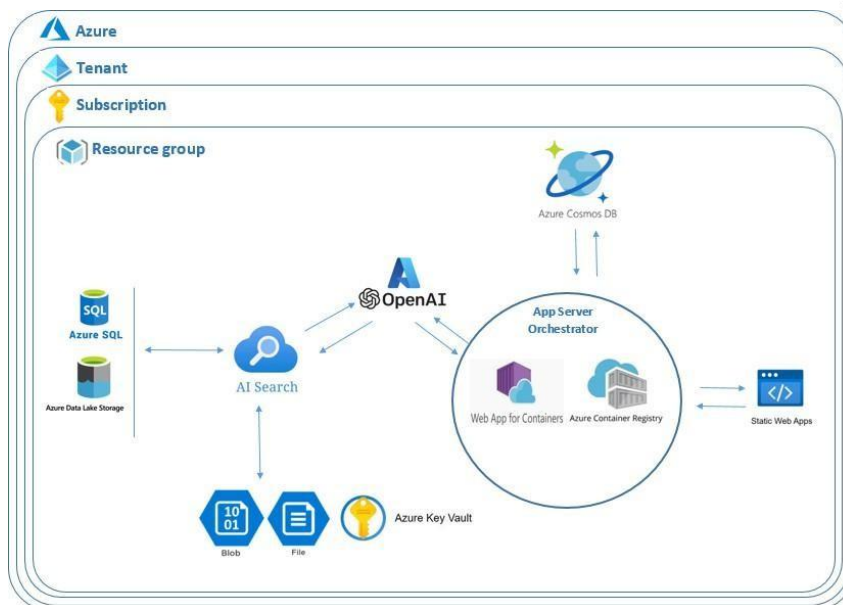 Azure
Tenant
Subscription
Resource group
Azure Cosmos DB
OpenAI
App Server
Orchestrator
SQL
Azure SQL
AI Search
Azure Data Lake Storage
Web App for Containers
Azure Container Registry
</>
Static Web Apps
10
01
Azure Key Vault
Blob
File